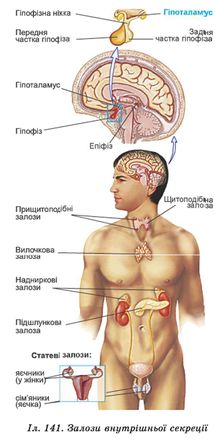 Гіпофізна ніжка
Гіпоталамус
Передня
частка гіпофіза
Задня
частка гіпофіза
Гіпоталамус
Гіпофіз
Епіфіз
Щитоподібна
залоза
Прищитоподібні
залози
Вилочкова
залоза
Надниркові
залози
Підшлункова
залоза
Статеві залози:
яєчники
(у жінки)
сім'яники
(яєчка)
Іл. 141. Залози внутрішньої секреції